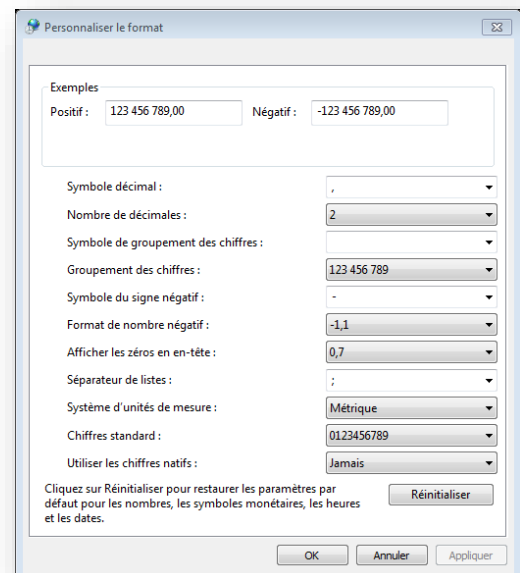 Personnaliser le format
Exemples
Positif : 123 456 789,00 Négatif : -123 456 789,00
Symbole décimal : ,
Nombre de décimales : 2
Symbole de groupement des chiffres :
Groupement des chiffres : 123 456 789
Symbole du signe négatif : -
Format de nombre négatif : -1,1
Afficher les zéros en en-tête : 0,7
Séparateur de listes : ;
Système d'unités de mesure : Métrique
Chiffres standard : 0123456789
Utiliser les chiffres natifs : Jamais
Cliquez sur Réinitialiser pour restaurer les paramètres par
défaut pour les nombres, les symboles monétaires, les heures
et les dates.
Réinitialiser
OK Annuler Appliquer